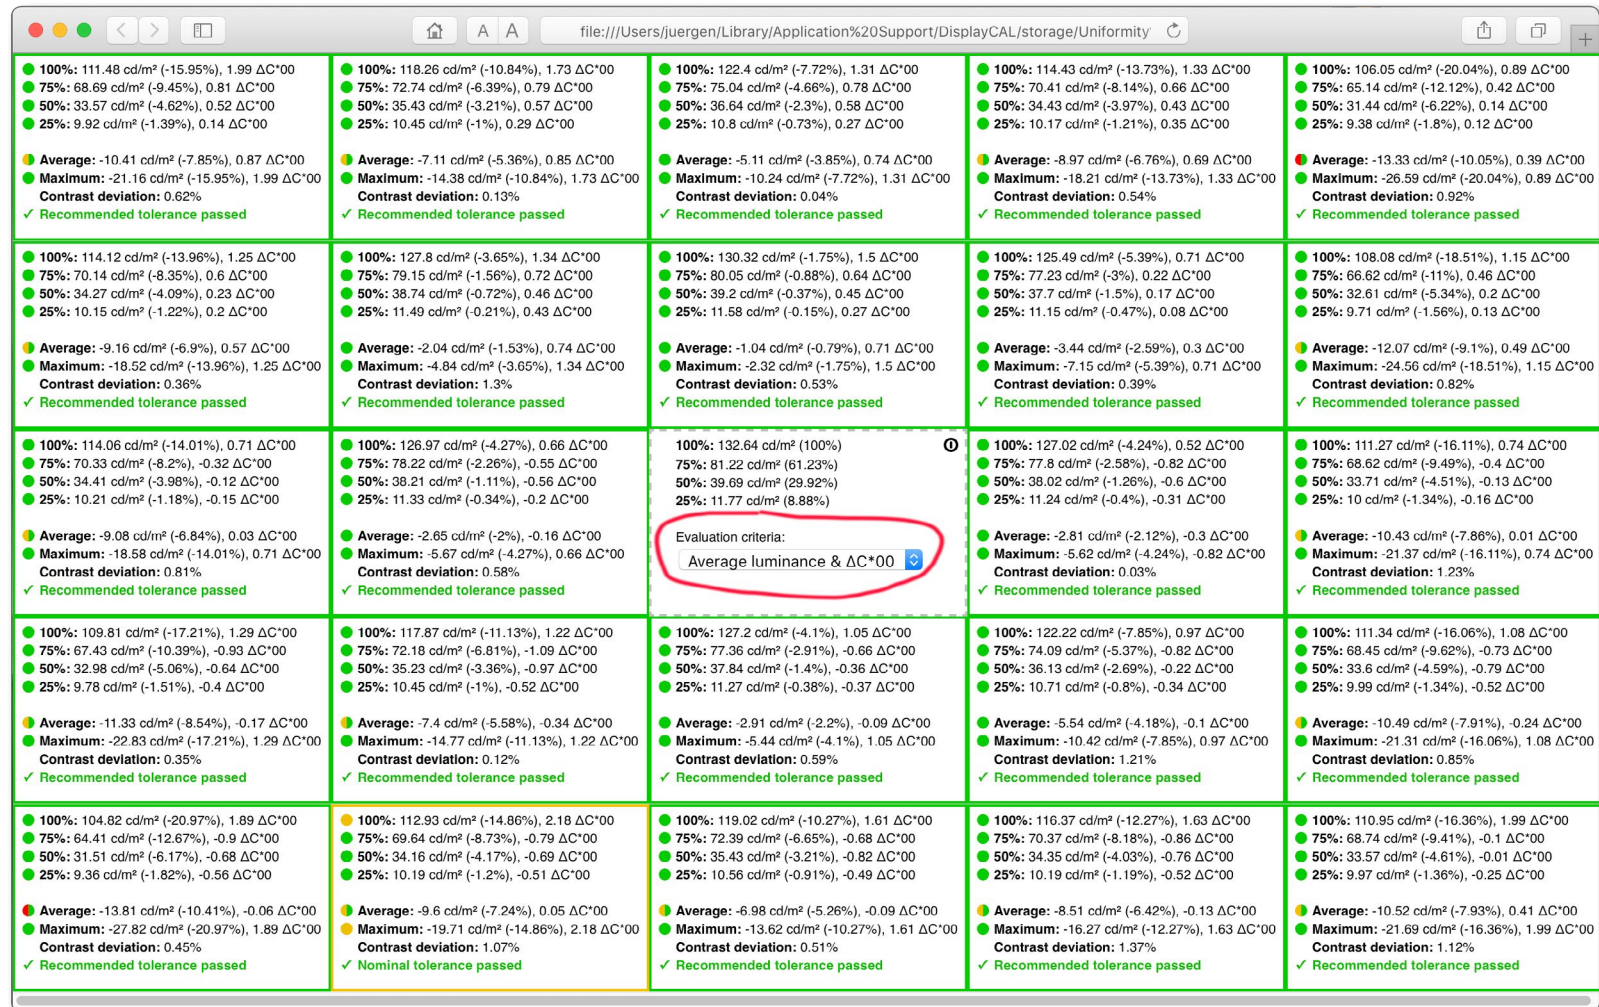 A A
file:///Users/juergen/Library/Application%20Support/DisplayCAL/storage/Uniformity
100%: 111.48 cd/m² (-15.95%), 1.99 ΔC*00
75%: 68.69 cd/m² (-9.45%), 0.81 ΔC*00
50%: 33.57 cd/m² (-4.62%), 0.52 ΔC*00
25%: 9.92 cd/m² (-1.39%), 0.14 ΔC*00
Average: -10.41 cd/m² (-7.85%), 0.87 ΔC*00
Maximum: -21.16 cd/m² (-15.95%), 1.99 ΔC*00
Contrast deviation: 0.62%
✓ Recommended tolerance passed
100%: 118.26 cd/m² (-10.84%), 1.73 ΔC*00
75%: 72.74 cd/m² (-6.39%), 0.79 ΔC*00
50%: 35.43 cd/m² (-3.21%), 0.57 ΔC*00
25%: 10.45 cd/m² (-1%), 0.29 ΔC*00
Average: -7.11 cd/m² (-5.36%), 0.85 ΔC*00
Maximum: -14.38 cd/m² (-10.84%), 1.73 ΔC*00
Contrast deviation: 0.13%
✓ Recommended tolerance passed
100%: 122.4 cd/m² (-7.72%), 1.31 ΔC*00
75%: 75.04 cd/m² (-4.66%), 0.78 ΔC*00
50%: 36.64 cd/m² (-2.3%), 0.58 ΔC*00
25%: 10.8 cd/m² (-0.73%), 0.27 ΔC*00
Average: -5.11 cd/m² (-3.85%), 0.74 ΔC*00
Maximum: -10.24 cd/m² (-7.72%), 1.31 ΔC*00
Contrast deviation: 0.04%
✓ Recommended tolerance passed
100%: 114.43 cd/m² (-13.73%), 1.33 ΔC*00
75%: 70.41 cd/m² (-8.14%), 0.66 ΔC*00
50%: 34.43 cd/m² (-3.97%), 0.43 ΔC*00
25%: 10.17 cd/m² (-1.21%), 0.35 ΔC*00
Average: -8.97 cd/m² (-6.76%), 0.69 ΔC*00
Maximum: -18.21 cd/m² (-13.73%), 1.33 ΔC*00
Contrast deviation: 0.54%
✓ Recommended tolerance passed
100%: 106.05 cd/m² (-20.04%), 0.89 ΔC*00
75%: 65.14 cd/m² (-12.12%), 0.42 ΔC*00
50%: 31.44 cd/m² (-6.22%), 0.14 ΔC*00
25%: 9.38 cd/m² (-1.8%), 0.12 ΔC*00
Average: -13.33 cd/m² (-10.05%), 0.39 ΔC*00
Maximum: -26.59 cd/m² (-20.04%), 0.89 ΔC*00
Contrast deviation: 0.92%
✓ Recommended tolerance passed
100%: 114.12 cd/m² (-13.96%), 1.25 ΔC*00
75%: 70.14 cd/m² (-8.35%), 0.6 ΔC*00
50%: 34.27 cd/m² (-4.09%), 0.23 ΔC*00
25%: 10.15 cd/m² (-1.22%), 0.2 ΔC*00
Average: -9.16 cd/m² (-6.9%), 0.57 ΔC*00
Maximum: -18.52 cd/m² (-13.96%), 1.25 ΔC*00
Contrast deviation: 0.36%
✓ Recommended tolerance passed
100%: 127.8 cd/m² (-3.65%), 1.34 ΔC*00
75%: 79.15 cd/m² (-1.56%), 0.72 ΔC*00
50%: 38.74 cd/m² (-0.72%), 0.46 ΔC*00
25%: 11.49 cd/m² (-0.21%), 0.43 ΔC*00
Average: -2.04 cd/m² (-1.53%), 0.74 ΔC*00
Maximum: -4.84 cd/m² (-3.65%), 1.34 ΔC*00
Contrast deviation: 1.3%
✓ Recommended tolerance passed
100%: 130.32 cd/m² (-1.75%), 1.5 ΔC*00
75%: 80.05 cd/m² (-0.88%), 0.64 ΔC*00
50%: 39.2 cd/m² (-0.37%), 0.45 ΔC*00
25%: 11.58 cd/m² (-0.15%), 0.27 ΔC*00
Average: -1.04 cd/m² (-0.79%), 0.71 ΔC*00
Maximum: -2.32 cd/m² (-1.75%), 1.5 ΔC*00
Contrast deviation: 0.53%
✓ Recommended tolerance passed
100%: 125.49 cd/m² (-5.39%), 0.71 ΔC*00
75%: 77.23 cd/m² (-3%), 0.22 ΔC*00
50%: 37.7 cd/m² (-1.5%), 0.17 ΔC*00
25%: 11.15 cd/m² (-0.47%), 0.08 ΔC*00
Average: -3.44 cd/m² (-2.59%), 0.3 ΔC*00
Maximum: -7.15 cd/m² (-5.39%), 0.71 ΔC*00
Contrast deviation: 0.39%
✓ Recommended tolerance passed
100%: 108.08 cd/m² (-18.51%), 1.15 ΔC*00
75%: 66.62 cd/m² (-11%), 0.46 ΔC*00
50%: 32.61 cd/m² (-5.34%), 0.2 ΔC*00
25%: 9.71 cd/m² (-1.56%), 0.13 ΔC*00
Average: -12.07 cd/m² (-9.1%), 0.49 ΔC*00
Maximum: -24.56 cd/m² (-18.51%), 1.15 ΔC*00
Contrast deviation: 0.82%
✓ Recommended tolerance passed
100%: 114.06 cd/m² (-14.01%), 0.71 ΔC*00
75%: 70.33 cd/m² (-8.2%), -0.32 ΔC*00
50%: 34.41 cd/m² (-3.98%), -0.12 ΔC*00
25%: 10.21 cd/m² (-1.18%), -0.15 ΔC*00
Average: -9.08 cd/m² (-6.84%), 0.03 ΔC*00
Maximum: -18.58 cd/m² (-14.01%), 0.71 ΔC*00
Contrast deviation: 0.81%
✓ Recommended tolerance passed
100%: 126.97 cd/m² (-4.27%), 0.66 ΔC*00
75%: 78.22 cd/m² (-2.26%), -0.55 ΔC*00
50%: 38.21 cd/m² (-1.11%), -0.56 ΔC*00
25%: 11.33 cd/m² (-0.34%), -0.2 ΔC*00
Average: -2.65 cd/m² (-2%), -0.16 ΔC*00
Maximum: -5.67 cd/m² (-4.27%), 0.66 ΔC*00
Contrast deviation: 0.58%
✓ Recommended tolerance passed
100%: 132.64 cd/m² (100%)
75%: 81.22 cd/m² (61.23%)
50%: 39.69 cd/m² (29.92%)
25%: 11.77 cd/m² (8.88%)
Evaluation criteria:
Average luminance & ΔC*00
100%: 127.02 cd/m² (-4.24%), 0.52 ΔC*00
75%: 77.8 cd/m² (-2.58%), -0.82 ΔC*00
50%: 38.02 cd/m² (-1.26%), -0.6 ΔC*00
25%: 11.24 cd/m² (-0.4%), -0.31 ΔC*00
Average: -2.81 cd/m² (-2.12%), -0.3 ΔC*00
Maximum: -5.62 cd/m² (-4.24%), -0.82 ΔC*00
Contrast deviation: 0.03%
✓ Recommended tolerance passed
100%: 111.27 cd/m² (-16.11%), 0.74 ΔC*00
75%: 68.62 cd/m² (-9.49%), -0.4 ΔC*00
50%: 33.71 cd/m² (-4.51%), -0.13 ΔC*00
25%: 10 cd/m² (-1.34%), -0.16 ΔC*00
Average: -10.43 cd/m² (-7.86%), 0.01 ΔC*00
Maximum: -21.37 cd/m² (-16.11%), 0.74 ΔC*00
Contrast deviation: 1.23%
✓ Recommended tolerance passed
100%: 109.81 cd/m² (-17.21%), 1.29 ΔC*00
75%: 67.43 cd/m² (-10.39%), -0.93 ΔC*00
50%: 32.98 cd/m² (-5.06%), -0.64 ΔC*00
25%: 9.78 cd/m² (-1.51%), -0.4 ΔC*00
Average: -11.33 cd/m² (-8.54%), -0.17 ΔC*00
Maximum: -22.83 cd/m² (-17.21%), 1.29 ΔC*00
Contrast deviation: 0.35%
✓ Recommended tolerance passed
100%: 117.87 cd/m² (-11.13%), 1.22 ΔC*00
75%: 72.18 cd/m² (-6.81%), -1.09 ΔC*00
50%: 35.23 cd/m² (-3.36%), -0.97 ΔC*00
25%: 10.45 cd/m² (-1%), -0.52 ΔC*00
Average: -7.4 cd/m² (-5.58%), -0.34 ΔC*00
Maximum: -14.77 cd/m² (-11.13%), 1.22 ΔC*00
Contrast deviation: 0.12%
✓ Recommended tolerance passed
100%: 127.2 cd/m² (-4.1%), 1.05 ΔC*00
75%: 77.36 cd/m² (-2.91%), -0.66 ΔC*00
50%: 37.84 cd/m² (-1.4%), -0.36 ΔC*00
25%: 11.27 cd/m² (-0.38%), -0.37 ΔC*00
Average: -2.91 cd/m² (-2.2%), -0.09 ΔC*00
Maximum: -5.44 cd/m² (-4.1%), 1.05 ΔC*00
Contrast deviation: 0.59%
✓ Recommended tolerance passed
100%: 122.22 cd/m² (-7.85%), 0.97 ΔC*00
75%: 74.09 cd/m² (-5.37%), -0.82 ΔC*00
50%: 36.13 cd/m² (-2.69%), -0.22 ΔC*00
25%: 10.71 cd/m² (-0.8%), -0.34 ΔC*00
Average: -5.54 cd/m² (-4.18%), -0.1 ΔC*00
Maximum: -10.42 cd/m² (-7.85%), 0.97 ΔC*00
Contrast deviation: 1.21%
✓ Recommended tolerance passed
100%: 111.34 cd/m² (-16.06%), 1.08 ΔC*00
75%: 68.45 cd/m² (-9.62%), -0.73 ΔC*00
50%: 33.6 cd/m² (-4.59%), -0.79 ΔC*00
25%: 9.99 cd/m² (-1.34%), -0.52 ΔC*00
Average: -10.49 cd/m² (-7.91%), -0.24 ΔC*00
Maximum: -21.31 cd/m² (-16.06%), 1.08 ΔC*00
Contrast deviation: 0.85%
✓ Recommended tolerance passed
100%: 104.82 cd/m² (-20.97%), 1.89 ΔC*00
75%: 64.41 cd/m² (-12.67%), -0.9 ΔC*00
50%: 31.51 cd/m² (-6.17%), -0.68 ΔC*00
25%: 9.36 cd/m² (-1.82%), -0.56 ΔC*00
Average: -13.81 cd/m² (-10.41%), -0.06 ΔC*00
Maximum: -27.82 cd/m² (-20.97%), 1.89 ΔC*00
Contrast deviation: 0.45%
✓ Recommended tolerance passed
100%: 112.93 cd/m² (-14.86%), 2.18 ΔC*00
75%: 69.64 cd/m² (-8.73%), -0.79 ΔC*00
50%: 34.16 cd/m² (-4.17%), -0.69 ΔC*00
25%: 10.19 cd/m² (-1.2%), -0.51 ΔC*00
Average: -9.6 cd/m² (-7.24%), 0.05 ΔC*00
Maximum: -19.71 cd/m² (-14.86%), 2.18 ΔC*00
Contrast deviation: 1.07%
✓ Nominal tolerance passed
100%: 119.02 cd/m² (-10.27%), 1.61 ΔC*00
75%: 72.39 cd/m² (-6.65%), -0.68 ΔC*00
50%: 35.43 cd/m² (-3.21%), -0.82 ΔC*00
25%: 10.56 cd/m² (-0.91%), -0.49 ΔC*00
Average: -6.98 cd/m² (-5.26%), -0.09 ΔC*00
Maximum: -13.62 cd/m² (-10.27%), 1.61 ΔC*00
Contrast deviation: 0.51%
✓ Recommended tolerance passed
100%: 116.37 cd/m² (-12.27%), 1.63 ΔC*00
75%: 70.37 cd/m² (-8.18%), -0.86 ΔC*00
50%: 34.35 cd/m² (-4.03%), -0.76 ΔC*00
25%: 10.19 cd/m² (-1.19%), -0.52 ΔC*00
Average: -8.51 cd/m² (-6.42%), -0.13 ΔC*00
Maximum: -16.27 cd/m² (-12.27%), 1.63 ΔC*00
Contrast deviation: 1.37%
✓ Recommended tolerance passed
100%: 110.95 cd/m² (-16.36%), 1.99 ΔC*00
75%: 68.74 cd/m² (-9.41%), -0.1 ΔC*00
50%: 33.57 cd/m² (-4.61%), -0.01 ΔC*00
25%: 9.97 cd/m² (-1.36%), -0.25 ΔC*00
Average: -10.52 cd/m² (-7.93%), 0.41 ΔC*00
Maximum: -21.69 cd/m² (-16.36%), 1.99 ΔC*00
Contrast deviation: 1.12%
✓ Recommended tolerance passed